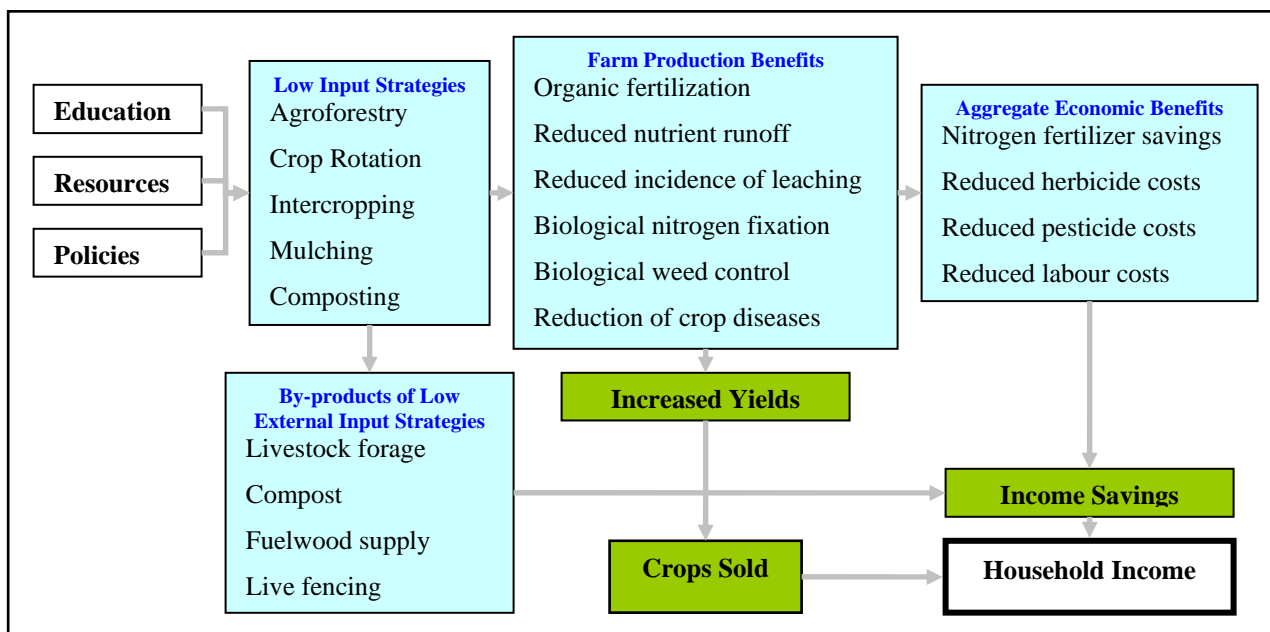 Education
Resources
Policies
Low Input Strategies
Agroforestry
Crop Rotation
Intercropping
Mulching
Composting
Farm Production Benefits
Organic fertilization
Reduced nutrient runoff
Reduced incidence of leaching
Biological nitrogen fixation
Biological weed control
Reduction of crop diseases
Aggregate Economic Benefits
Nitrogen fertilizer savings
Reduced herbicide costs
Reduced pesticide costs
Reduced labour costs
By-products of Low
External Input Strategies
Livestock forage
Compost
Fuelwood supply
Live fencing
Increased Yields
Income Savings
Crops Sold
Household Income